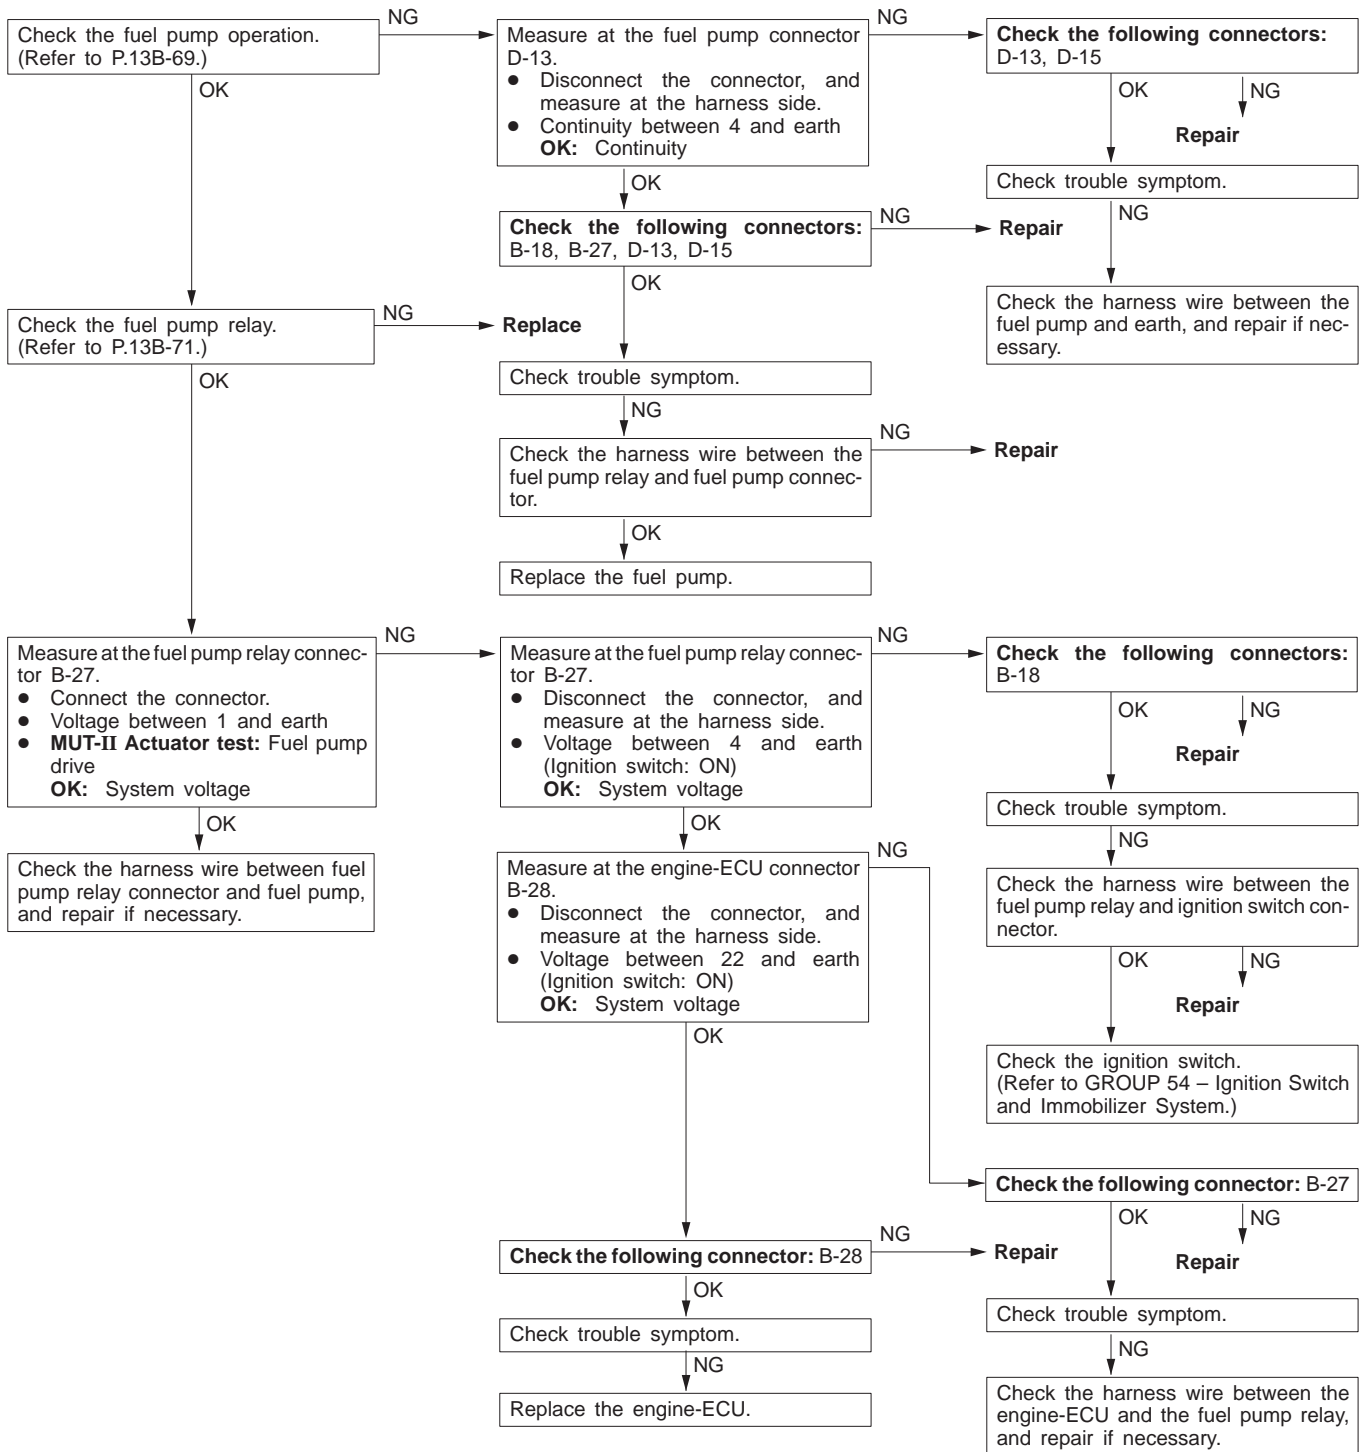 Check the fuel pump operation.
(Refer to P.13B-69.)
NG
OK
Measure at the fuel pump connector
D-13.
● Disconnect the connector, and
measure at the harness side.
● Continuity between 4 and earth
OK: Continuity
NG
OK
Check the following connectors:
D-13, D-15
OK
NG
Repair
Check trouble symptom.
NG
Check the harness wire between the
fuel pump and earth, and repair if nec-
essary.
Check the following connectors:
B-18, B-27, D-13, D-15
NG
Repair
OK
Check the fuel pump relay.
(Refer to P.13B-71.)
NG
Replace
OK
Check trouble symptom.
NG
Check the harness wire between the
fuel pump relay and fuel pump connec-
tor.
NG
Repair
OK
Replace the fuel pump.
Measure at the fuel pump relay connec-
tor B-27.
● Connect the connector.
● Voltage between 1 and earth
● MUT-II Actuator test: Fuel pump
drive
OK: System voltage
NG
OK
Check the harness wire between fuel
pump relay connector and fuel pump,
and repair if necessary.
Measure at the fuel pump relay connec-
tor B-27.
● Disconnect the connector, and
measure at the harness side.
● Voltage between 4 and earth
(Ignition switch: ON)
OK: System voltage
NG
OK
Check the following connectors:
B-18
OK
NG
Repair
Check trouble symptom.
NG
Check the harness wire between the
fuel pump relay and ignition switch con-
nector.
OK
NG
Repair
Check the ignition switch.
(Refer to GROUP 54 – Ignition Switch
and Immobilizer System.)
Measure at the engine-ECU connector
B-28.
● Disconnect the connector, and
measure at the harness side.
● Voltage between 22 and earth
(Ignition switch: ON)
OK: System voltage
NG
OK
Check the following connector: B-27
OK
NG
Repair
Check trouble symptom.
NG
Check the harness wire between the
engine-ECU and the fuel pump relay,
and repair if necessary.
Check the following connector: B-28
NG
Repair
OK
Check trouble symptom.
NG
Replace the engine-ECU.